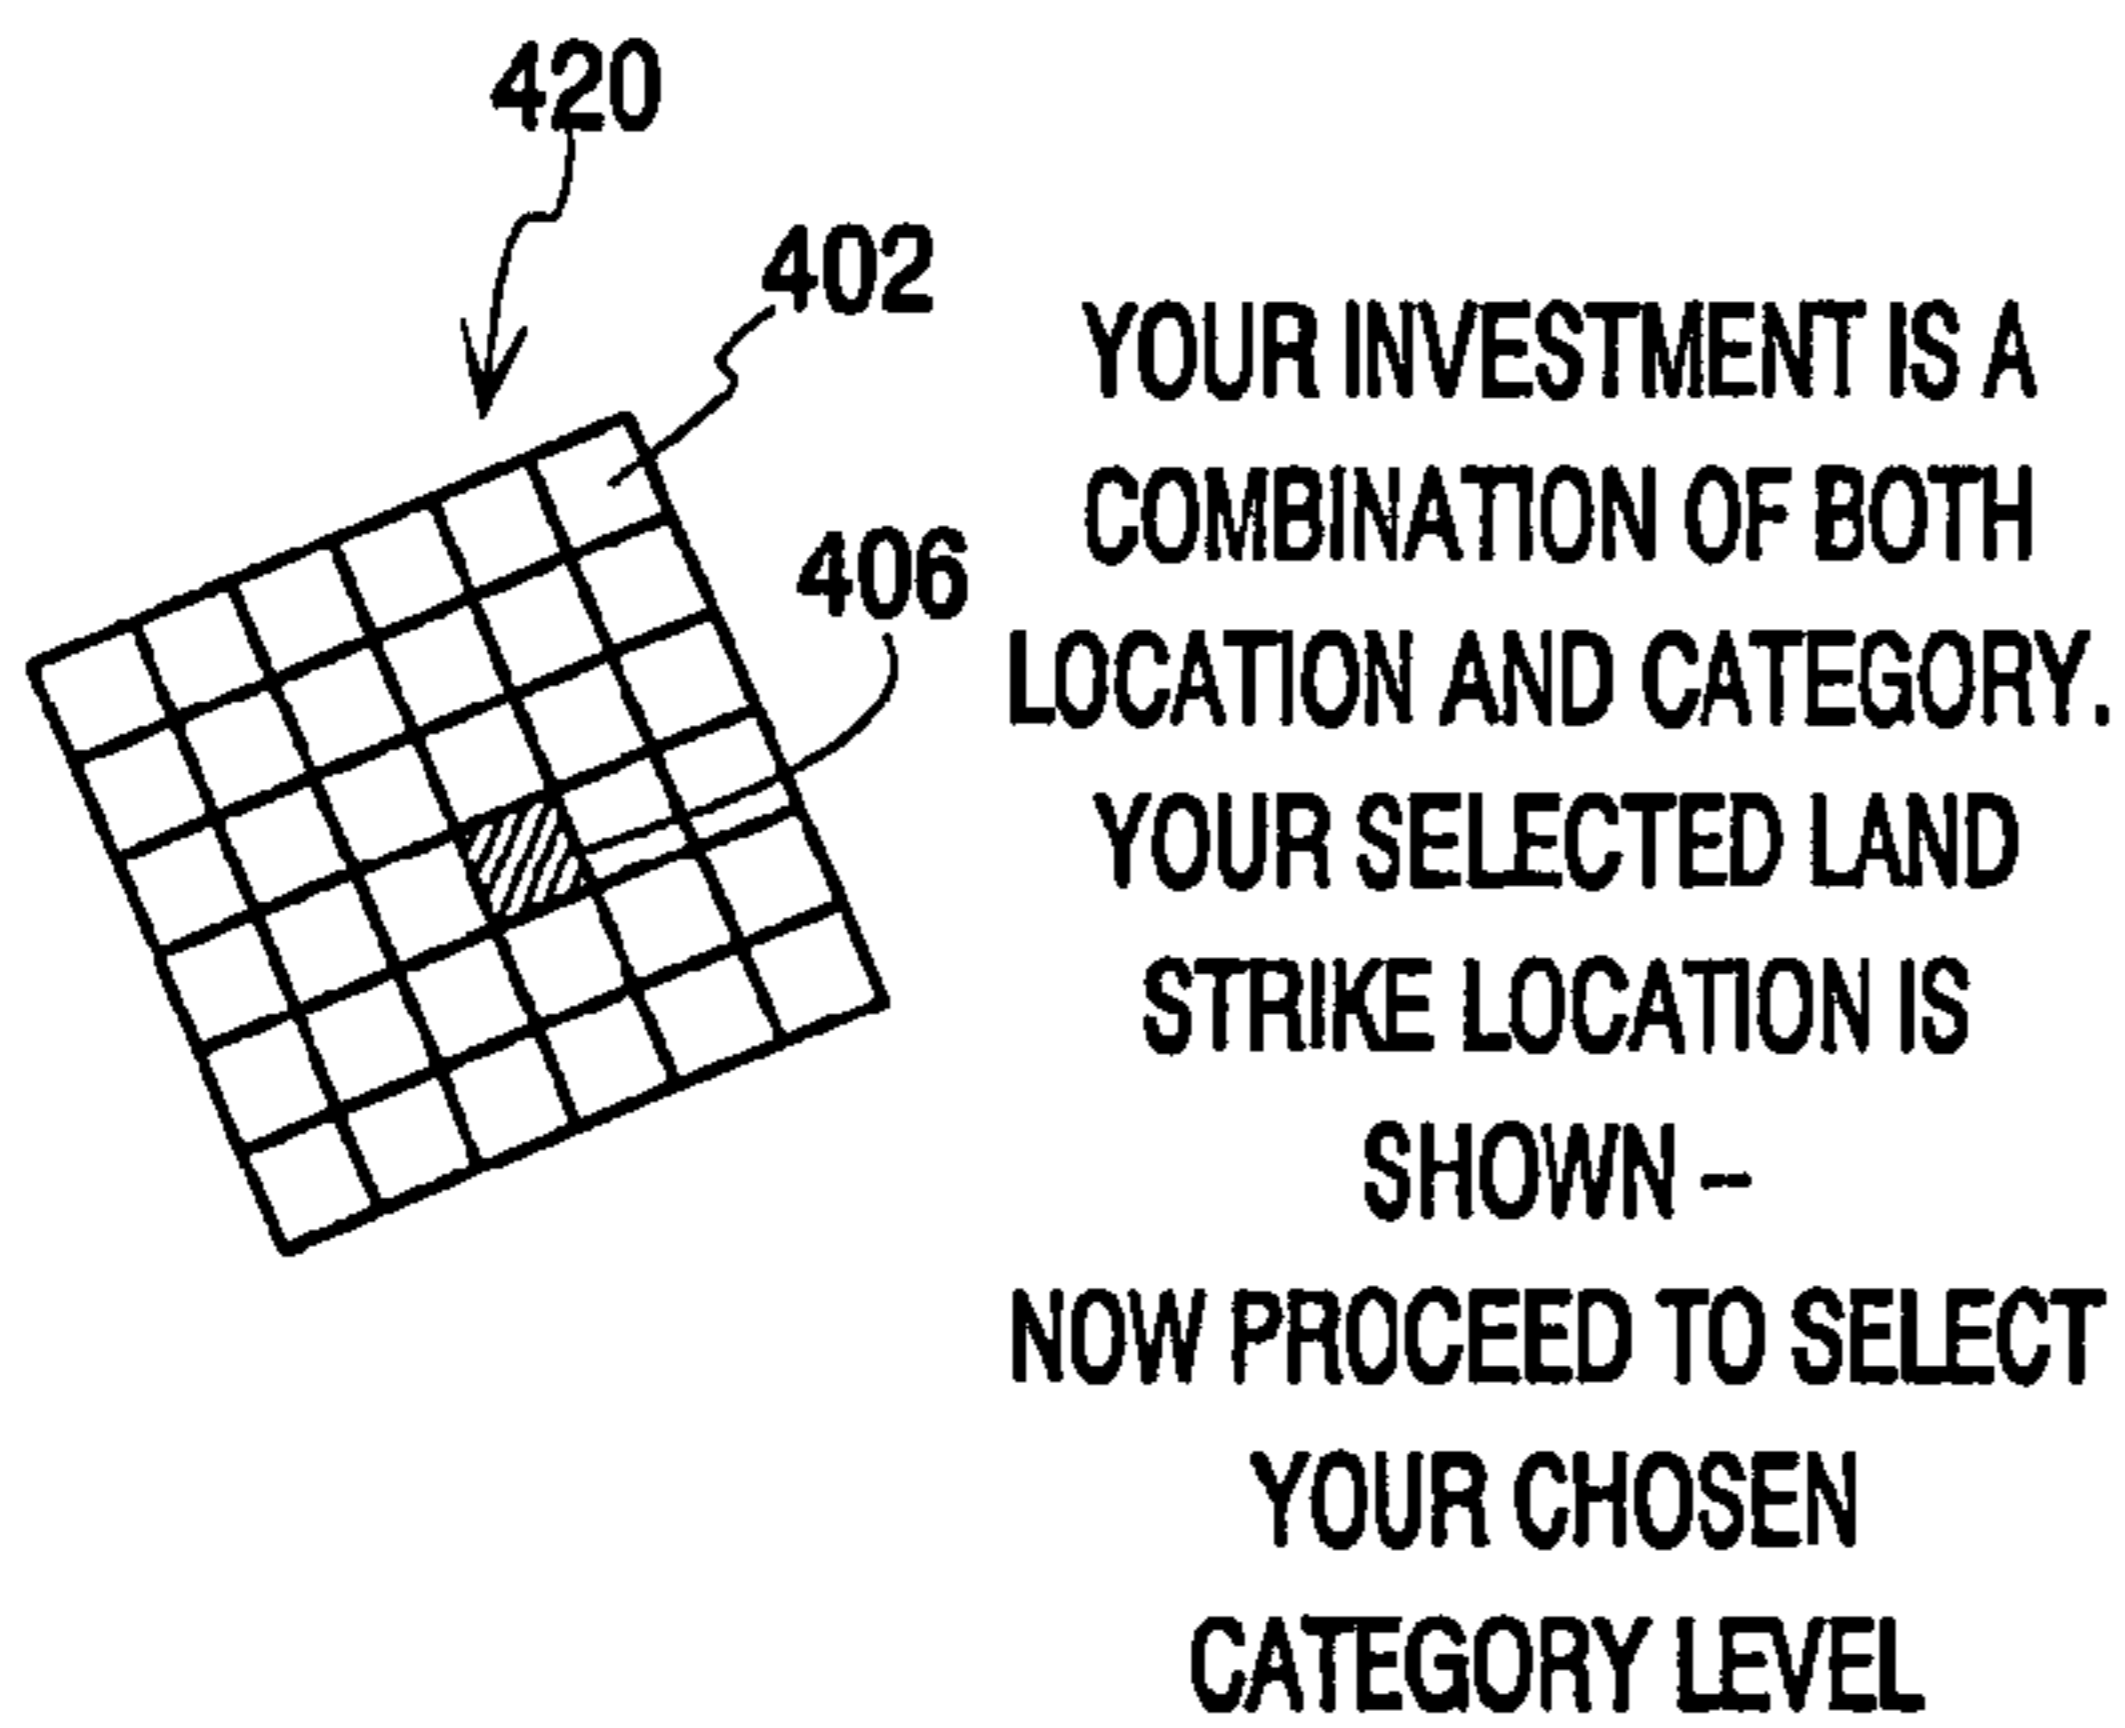 420
402
406
YOUR INVESTMENT IS A
COMBINATION OF BOTH
LOCATION AND CATEGORY.
YOUR SELECTED LAND
STRIKE LOCATION IS
SHOWN –
NOW PROCEED TO SELECT
YOUR CHOSEN
CATEGORY LEVEL